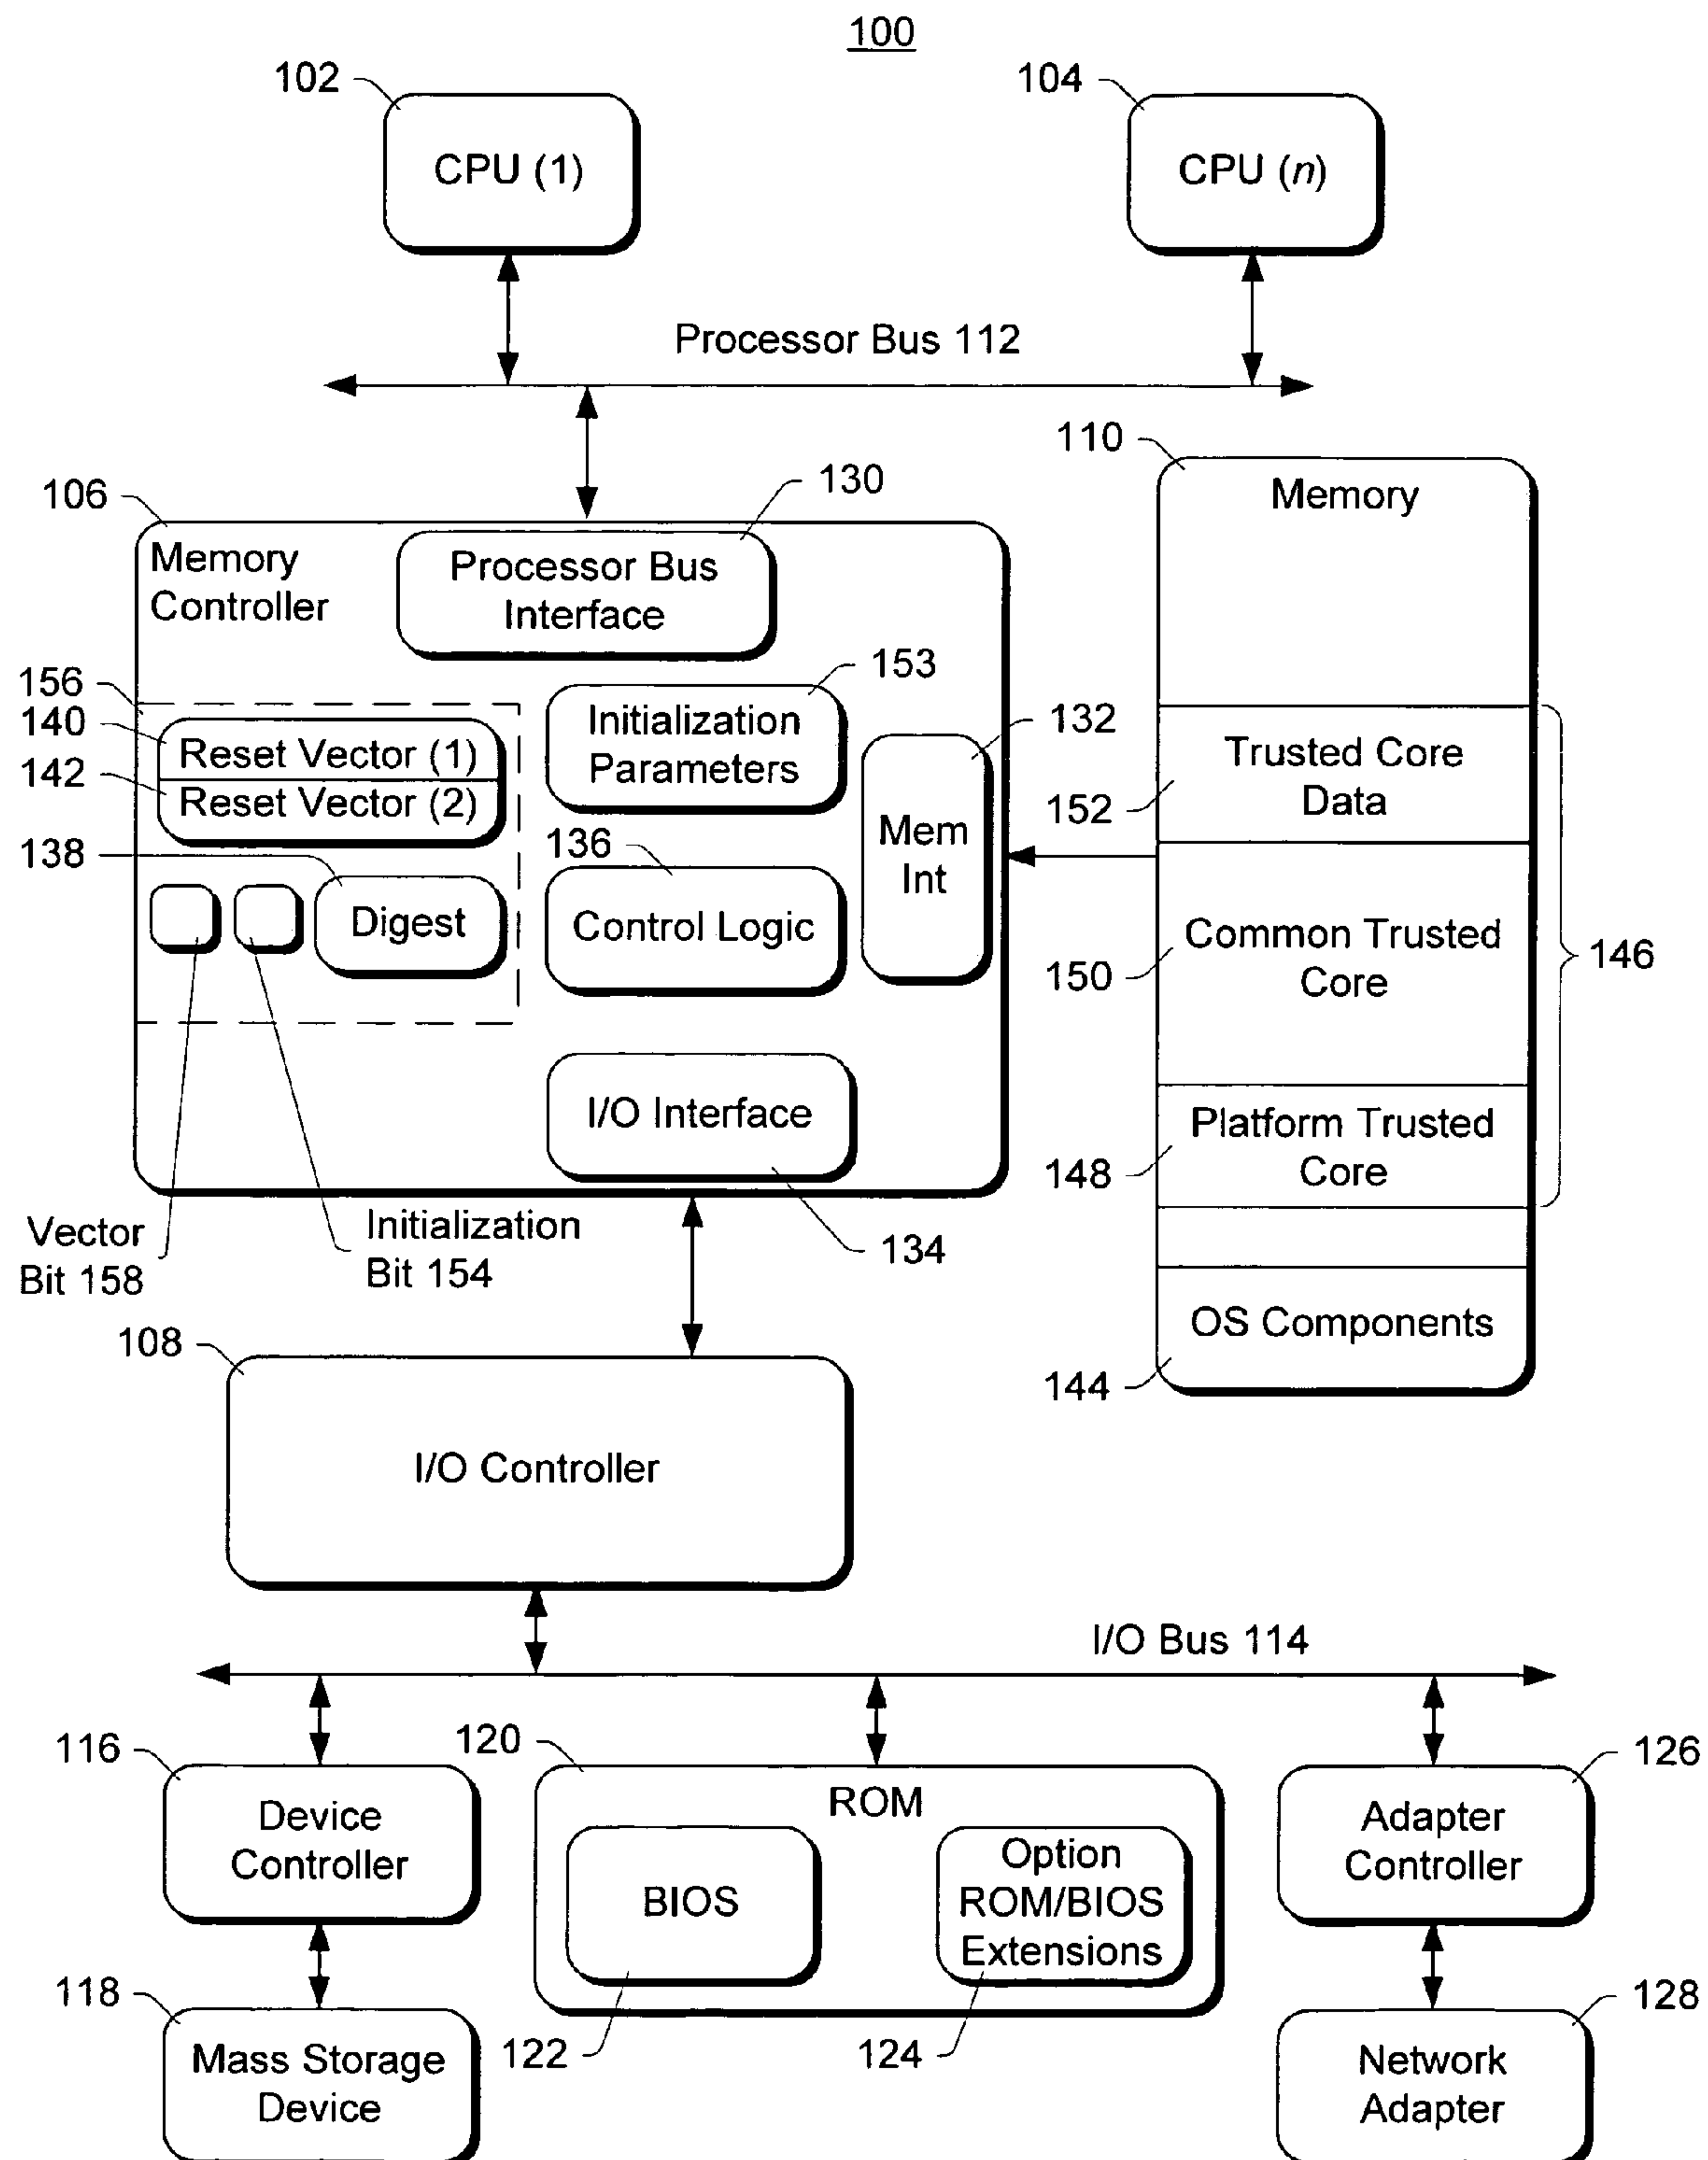 100
102
104
CPU (1)
CPU (n)
Processor Bus 112
110
Memory
106
130
Memory
Controller
Processor Bus
Interface
156
153
140
Reset Vector (1)
142
Reset Vector (2)
Initialization
Parameters
132
Trusted Core
Data
152
138
136
Mem
Int
Digest
Control Logic
Common Trusted
Core
150
146
I/O Interface
Platform Trusted
Core
148
Vector
Bit 158
Initialization
Bit 154
134
OS Components
144
108
I/O Controller
I/O Bus 114
116
120
126
Device
Controller
ROM
BIOS
Option
ROM/BIOS
Extensions
Adapter
Controller
118
122
124
128
Mass Storage
Device
Network
Adapter